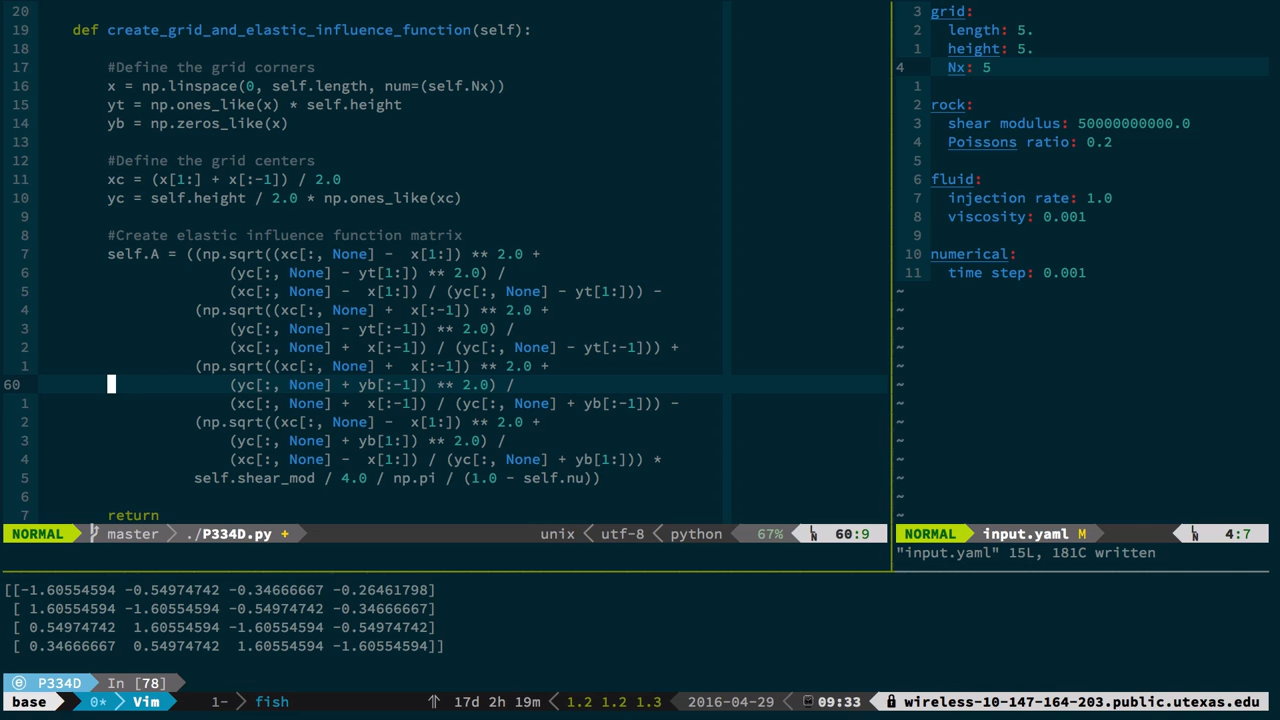 20
19     def create_grid_and_elastic_influence_function(self):
18
17         #Define the grid corners
16         x = np.linspace(0, self.length, num=(self.Nx))
15         yt = np.ones_like(x) * self.height
14         yb = np.zeros_like(x)
13
12         #Define the grid centers
11         xc = (x[1:] + x[:-1]) / 2.0
10         yc = self.height / 2.0 * np.ones_like(xc)
9
8         #Create elastic influence function matrix
7         self.A = ((np.sqrt((xc[:, None] -  x[1:]) ** 2.0 +
6                       (yc[:, None] - yt[1:]) ** 2.0) /
5                       (xc[:, None] -  x[1:]) / (yc[:, None] - yt[1:])) -
4                   (np.sqrt((xc[:, None] +  x[:-1]) ** 2.0 +
3                       (yc[:, None] - yt[:-1]) ** 2.0) /
2                       (xc[:, None] +  x[:-1]) / (yc[:, None] - yt[:-1])) +
1                   (np.sqrt((xc[:, None] +  x[:-1]) ** 2.0 +
60                      (yc[:, None] + yb[:-1]) ** 2.0) /
1                       (xc[:, None] +  x[:-1]) / (yc[:, None] + yb[:-1])) -
2                   (np.sqrt((xc[:, None] -  x[1:]) ** 2.0 +
3                       (yc[:, None] + yb[1:]) ** 2.0) /
4                       (xc[:, None] -  x[1:]) / (yc[:, None] + yb[1:])) *
5                   self.shear_mod / 4.0 / np.pi / (1.0 - self.nu))
6
7         return
NORMAL master ./P334D.py + unix utf-8 python 67% 60:9
3 grid:
2   length: 5.
1   height: 5.
4   Nx: 5
1
2 rock:
3   shear modulus: 50000000000.0
4   Poissons ratio: 0.2
5
6 fluid:
7   injection rate: 1.0
8   viscosity: 0.001
9
10 numerical:
11   time step: 0.001
~
~
~
~
~
~
~
~
~
~
~
~
~
NORMAL input.yaml M 4:7
"input.yaml" 15L, 181C written
[[-1.60554594 -0.54974742 -0.34666667 -0.26461798]
 [ 1.60554594 -1.60554594 -0.54974742 -0.34666667]
 [ 0.54974742  1.60554594 -1.60554594 -0.54974742]
 [ 0.34666667  0.54974742  1.60554594 -1.60554594]]
ⓔ P334D In [78]
base 0* Vim 1- fish 17d 2h 19m 1.2 1.2 1.3 2016-04-29 09:33 wireless-10-147-164-203.public.utexas.edu